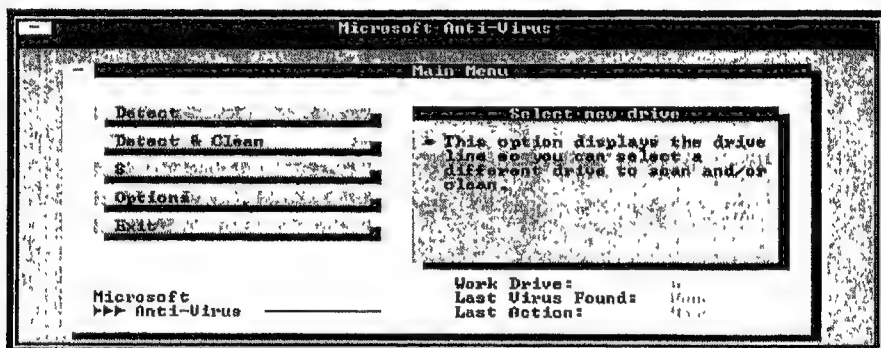 Microsoft Anti-Virus
Main Menu
Detect
Detect & Clean
S
Options
Exit
Select new drive
► This option displays the drive
line so you can select a
different drive to scan and/or
clean.
Microsoft
►►► Anti-Virus
Work Drive:
Last Virus Found: None
Last Action: